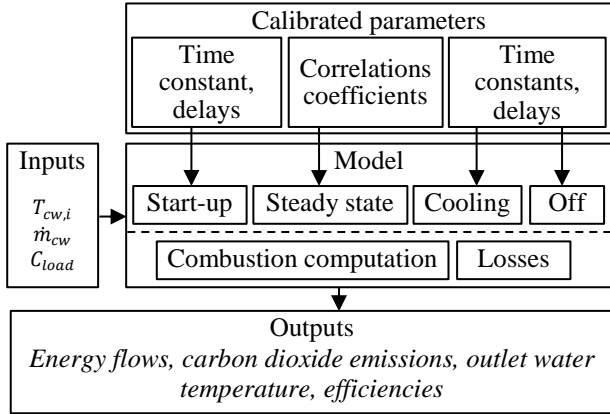 Calibrated parameters
Time
constant,
delays
Correlations
coefficients
Time
constants,
delays
Inputs
T_{cw,i}
ṁ_{cw}
C_{load}
Model
Start-up
Steady state
Cooling
Off
Combustion computation
Losses
Outputs
Energy flows, carbon dioxide emissions, outlet water
temperature, efficiencies